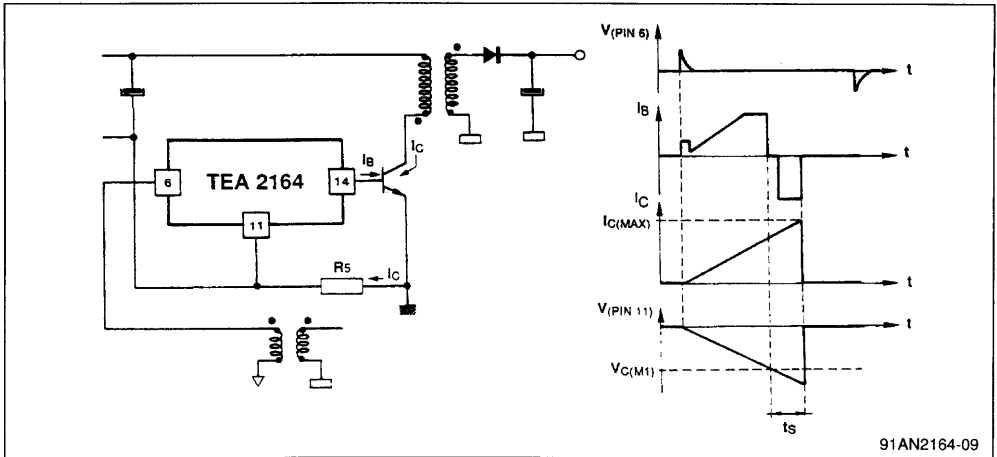 V(PIN 6)
t
IB
t
IC
IC(MAX)
t
V(PIN 11)
t
VC(M1)
tS
IB
IC
6
TEA 2164
14
11
R5
IC
91AN2164-09